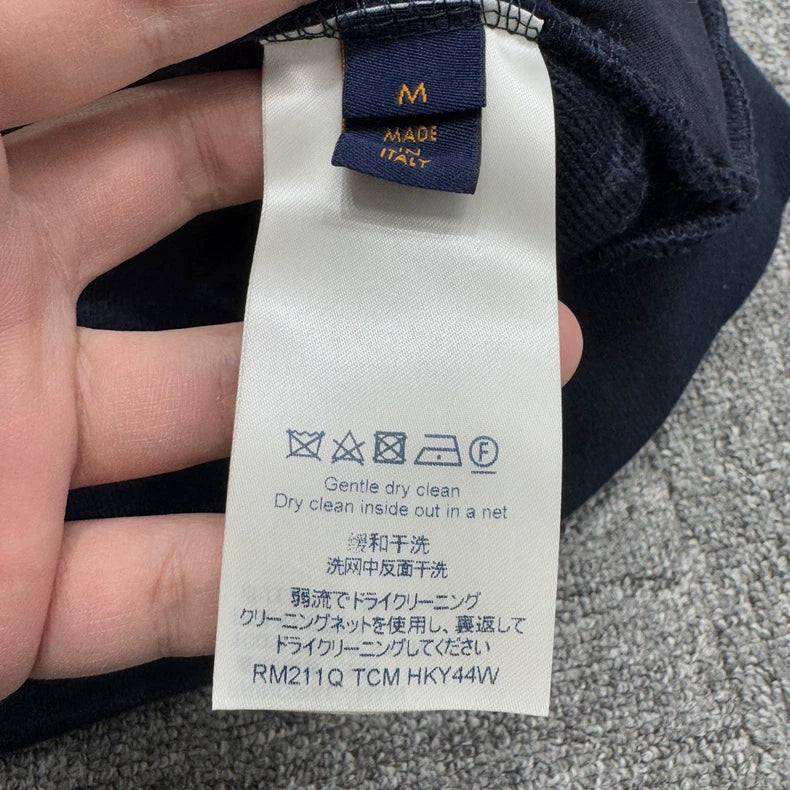 M
MADE
IN
ITALY
F
Gentle dry clean
Dry clean inside out in a net
缓和干洗
洗网中反面干洗
弱流でドライクリーニング
クリーニングネットを使用し、裏返して
ドライクリーニングしてください
RM211Q TCM HKY44W